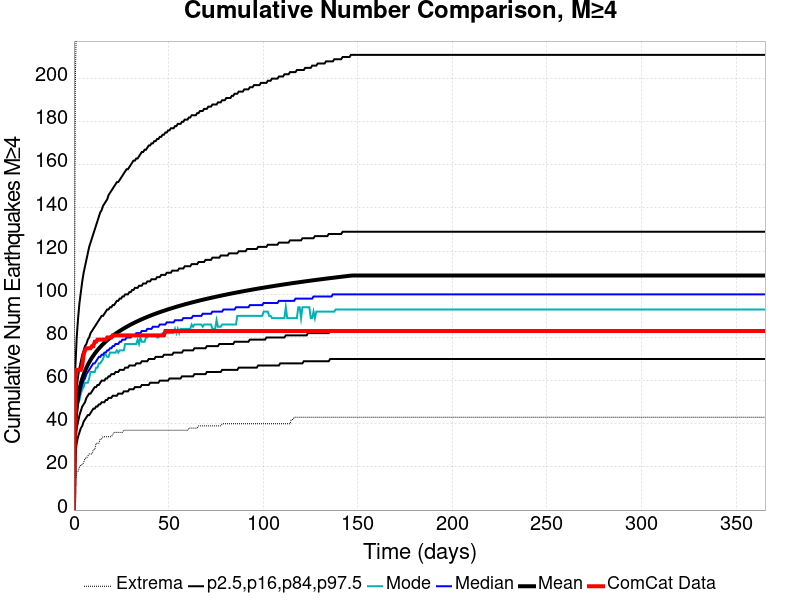 Cumulative Number Comparison, M≥4
Cumulative Num Earthquakes M≥4
200
180
160
140
120
100
80
60
40
20
0
0 50 100 150 200 250 300 350
Time (days)
Extrema p2.5,p16,p84,p97.5 Mode Median Mean ComCat Data